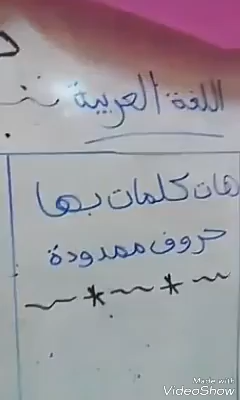 اللغة العربية
هات كلمات بها
حروف ممدودة
~*~*~
Made with
VideoShow